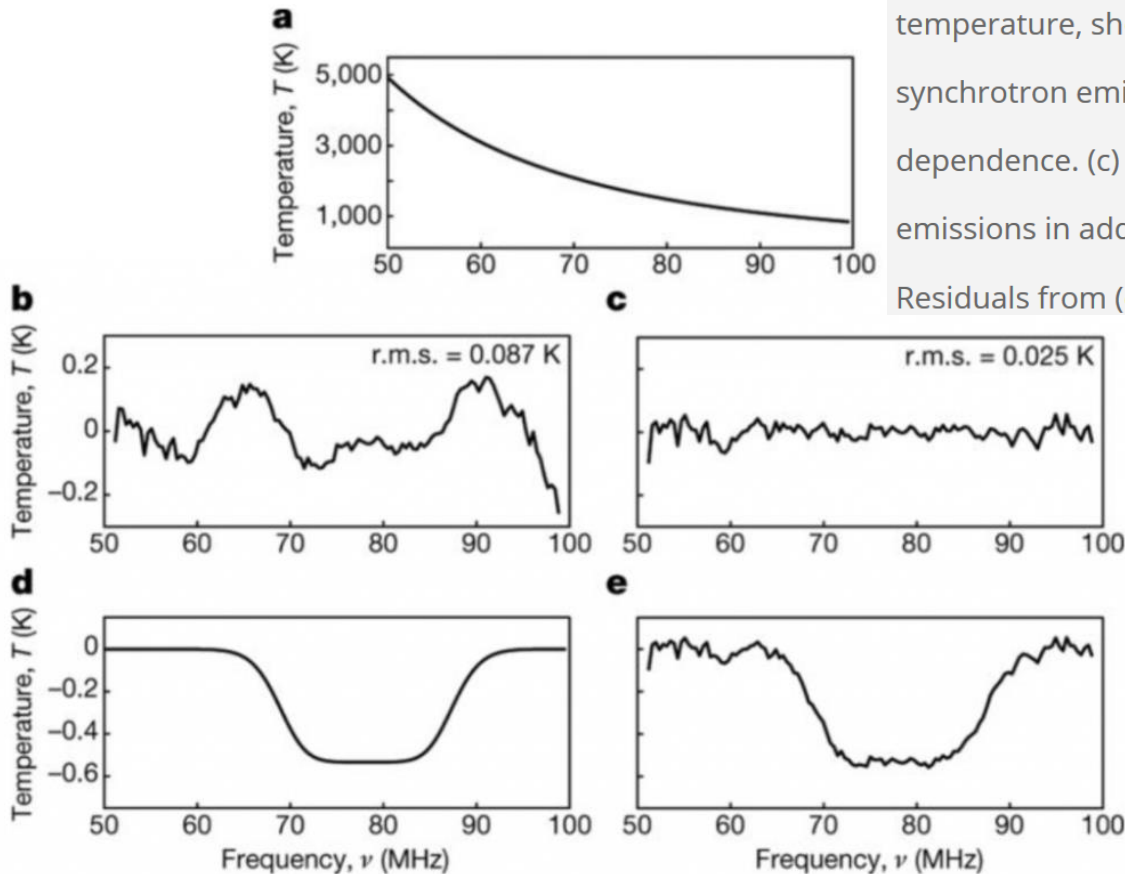 a
Temperature, T (K)
5,000
3,000
1,000
50 60 70 80 90 100
temperature, sh
synchrotron emi
dependence. (c)
emissions in add
Residuals from (
b
Temperature, T (K)
r.m.s. = 0.087 K
0.2
0
−0.2
50 60 70 80 90 100
c
r.m.s. = 0.025 K
50 60 70 80 90 100
d
Temperature, T (K)
0
−0.2
−0.4
−0.6
50 60 70 80 90 100
Frequency, ν (MHz)
e
50 60 70 80 90 100
Frequency, ν (MHz)